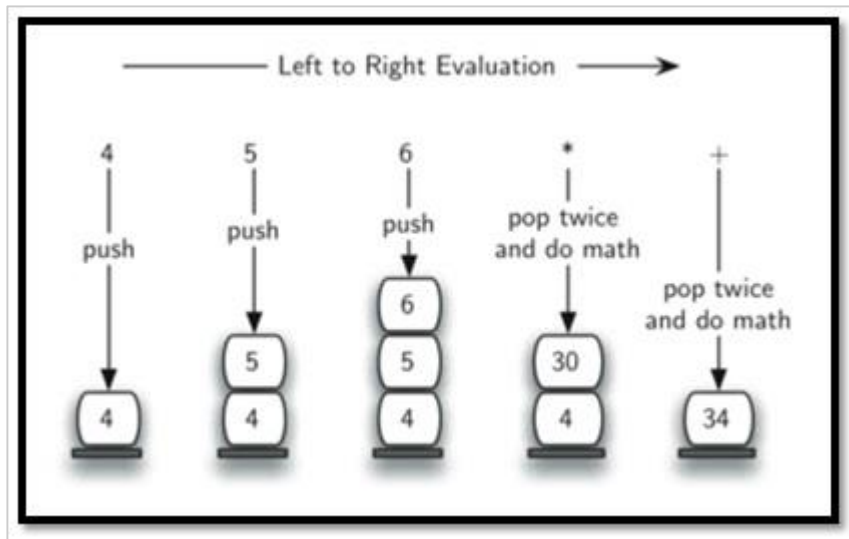 Left to Right Evaluation
4 5 6 * +
push
push
push
pop twice
and do math
pop twice
and do math
4
5
4
6
5
4
30
4
34